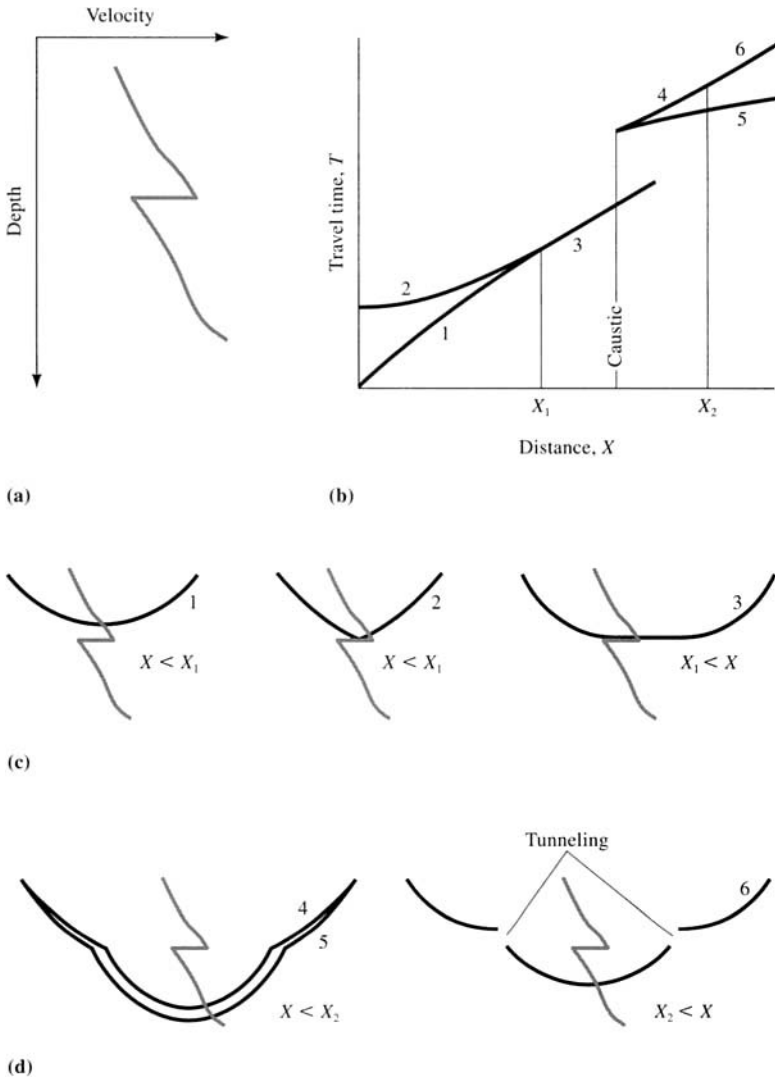 Velocity
Depth
(a)
Travel time, T
1
2
3
4
5
6
Caustic
X₁
X₂
Distance, X
(b)
1
X < X₁
2
X < X₁
3
X₁ < X
(c)
4
5
X < X₂
Tunneling
6
X₂ < X
(d)